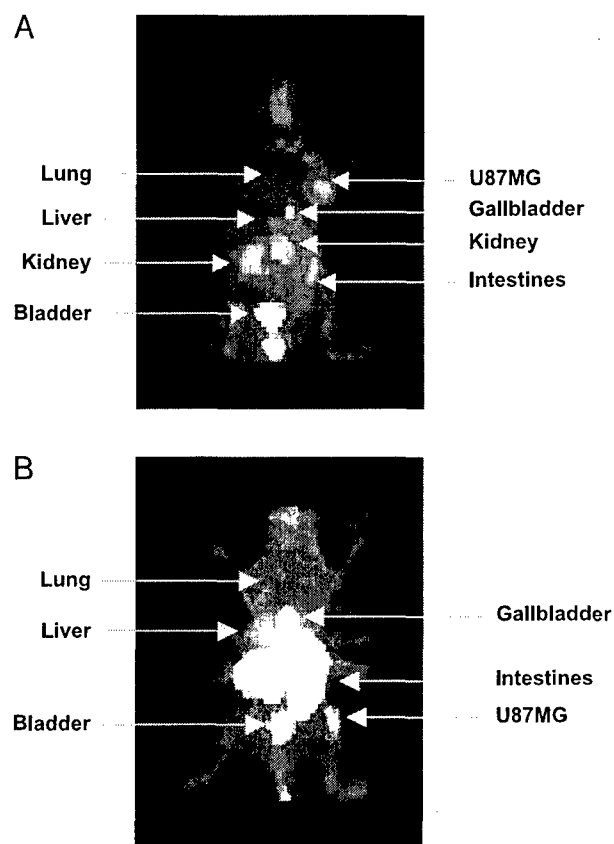 A
Lung
Liver
Kidney
Bladder
U87MG
Gallbladder
Kidney
Intestines
B
Lung
Liver
Bladder
Gallbladder
Intestines
U87MG